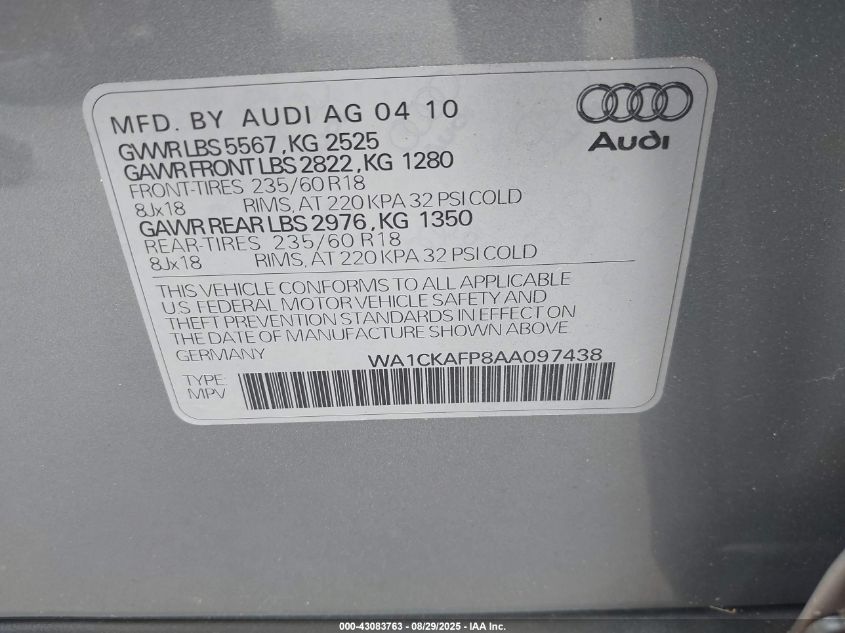 MFD. BY AUDI AG 04 10
GVWR LBS 5567, KG 2525
GAWR FRONT LBS 2822, KG 1280
FRONT-TIRES 235/60 R18
8Jx18 RIMS, AT 220 KPA 32 PSI COLD
GAWR REAR LBS 2976, KG 1350
REAR-TIRES 235/60 R18
8Jx18 RIMS, AT 220 KPA 32 PSI COLD
Audi
THIS VEHICLE CONFORMS TO ALL APPLICABLE
U.S. FEDERAL MOTOR VEHICLE SAFETY AND
THEFT PREVENTION STANDARDS IN EFFECT ON
THE DATE OF MANUFACTURE SHOWN ABOVE
GERMANY WA1CKAFP8AA097438
TYPE:
MPV
000-43083763 - 08/29/2025 - IAA Inc.